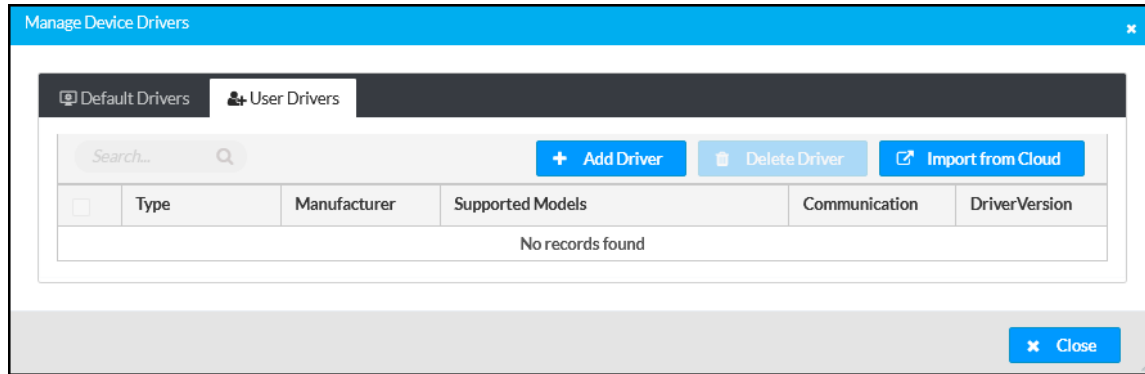 Manage Device Drivers
Default Drivers User Drivers
Search... Add Driver Delete Driver Import from Cloud
Type Manufacturer Supported Models Communication DriverVersion
No records found
Close